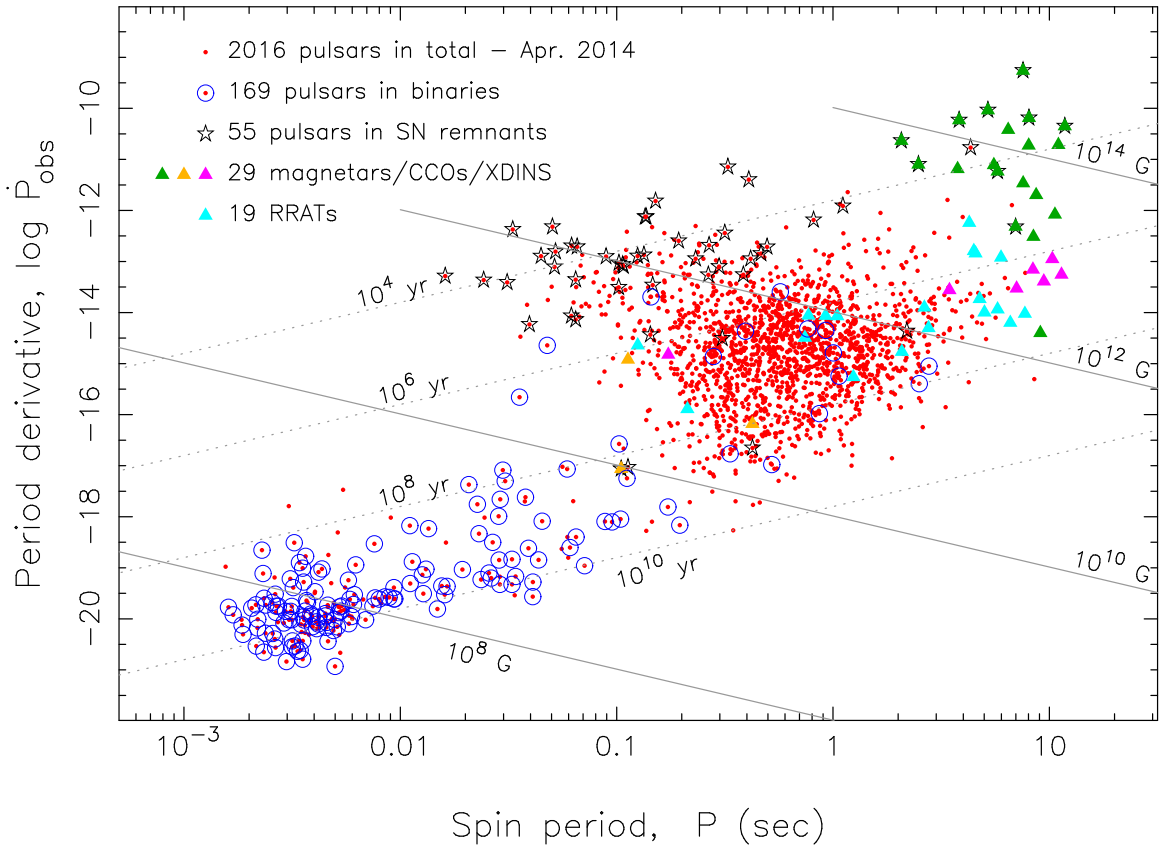 2016 pulsars in total – Apr. 2014
169 pulsars in binaries
55 pulsars in SN remnants
29 magnetars/CCOs/XDINS
19 RRATs
Period derivative, log Ṗobs
−10
−12
−14
−16
−18
−20
10^14 G
10^12 G
10^10 G
10^8 G
10^4 yr
10^6 yr
10^8 yr
10^10 yr
10^−3
0.01
0.1
1
10
Spin period, P (sec)